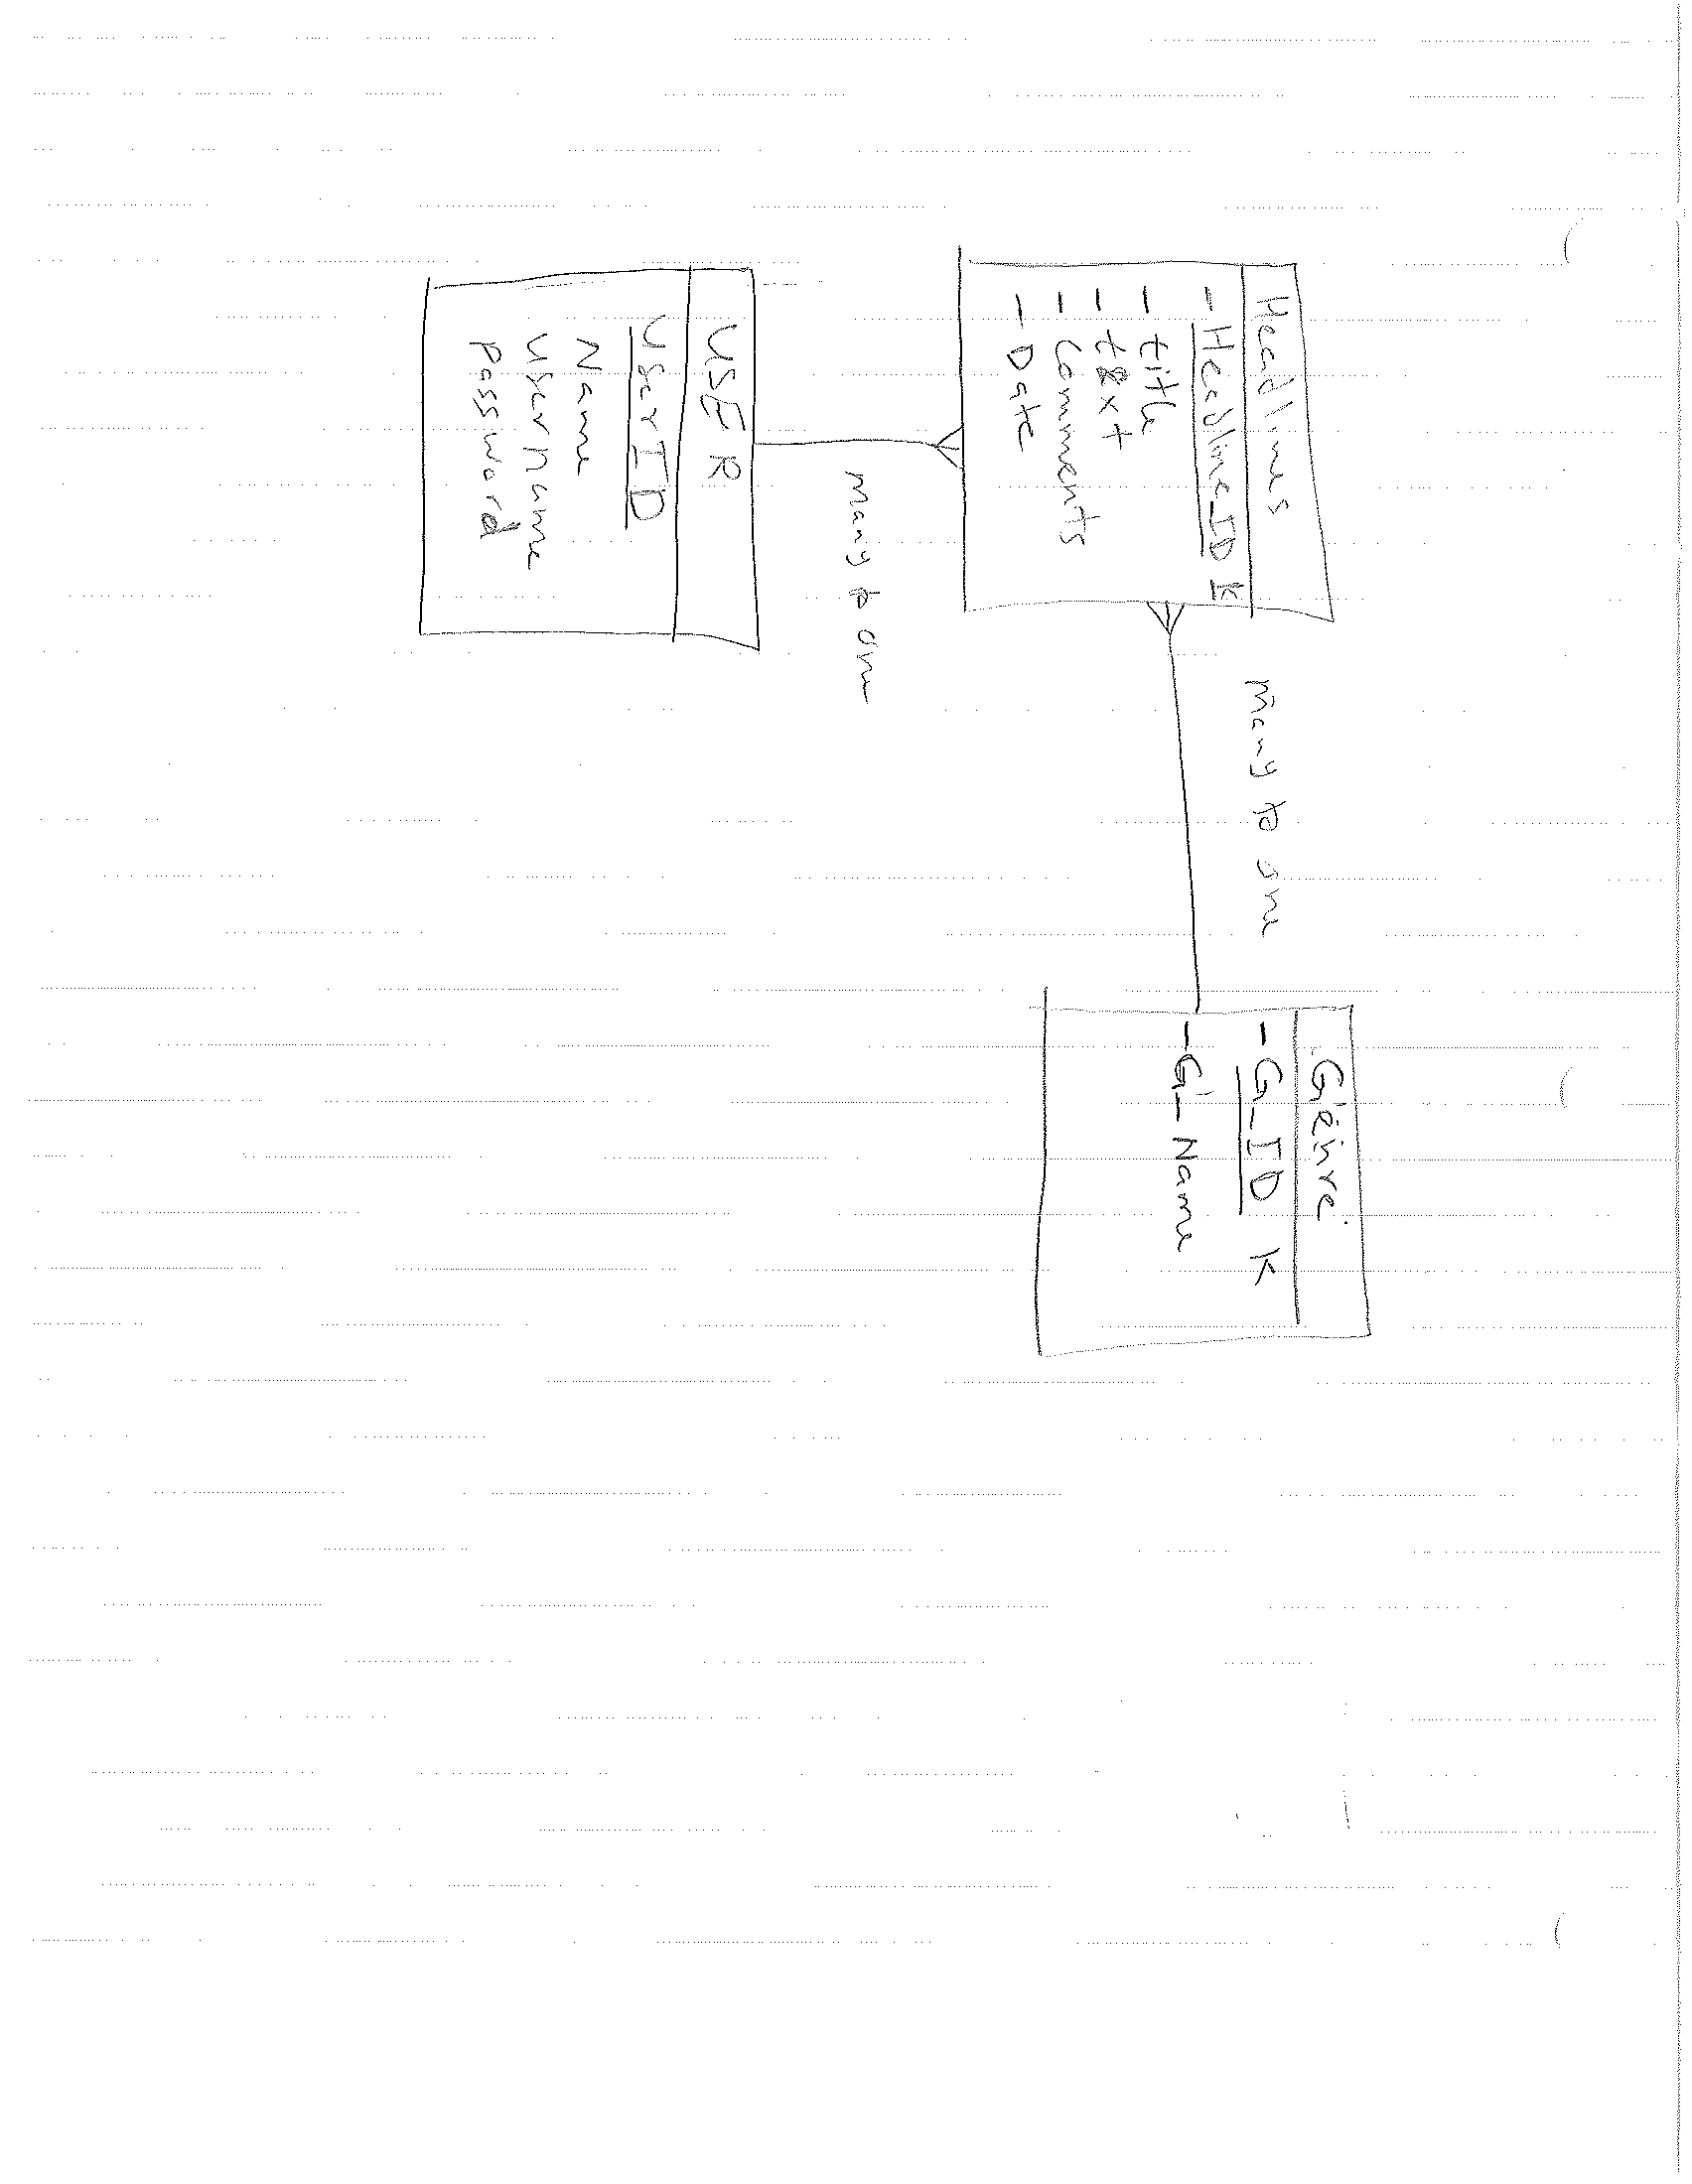 Headlines
- Headline_ID K
- title
- text
- Comments
- Date
many to one
Genre
- G_ID K
- G_Name
many to one
USER
UserID
Name
Username
Password